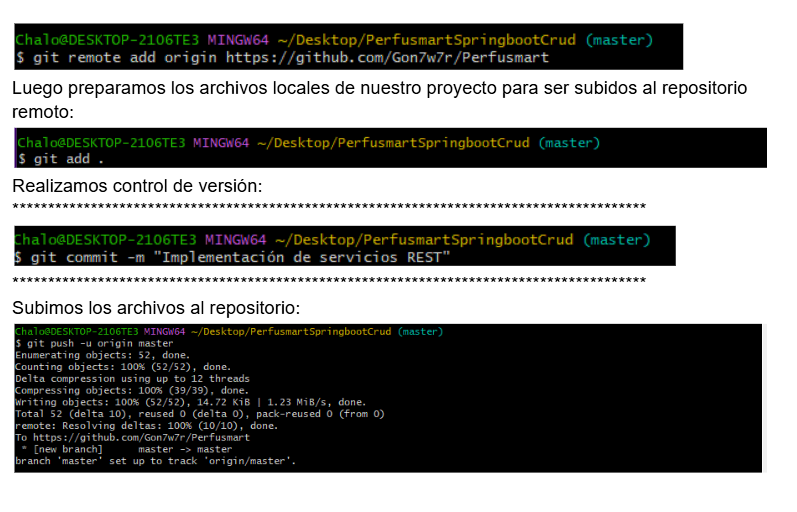 Chalo@DESKTOP-2106TE3 MINGW64 ~/Desktop/PerfusmartSpringbootCrud (master)
$ git remote add origin https://github.com/Gon7w7r/Perfusmart
Luego preparamos los archivos locales de nuestro proyecto para ser subidos al repositorio
remoto:
Chalo@DESKTOP-2106TE3 MINGW64 ~/Desktop/PerfusmartSpringbootCrud (master)
$ git add .
Realizamos control de versión:
******************************************************************************************
Chalo@DESKTOP-2106TE3 MINGW64 ~/Desktop/PerfusmartSpringbootCrud (master)
$ git commit -m "Implementación de servicios REST"
******************************************************************************************
Subimos los archivos al repositorio:
Chalo@DESKTOP-2106TE3 MINGW64 ~/Desktop/PerfusmartSpringbootCrud (master)
$ git push -u origin master
Enumerating objects: 52, done.
Counting objects: 100% (52/52), done.
Delta compression using up to 12 threads
Compressing objects: 100% (39/39), done.
Writing objects: 100% (52/52), 14.72 KiB | 1.23 MiB/s, done.
Total 52 (delta 10), reused 0 (delta 0), pack-reused 0 (from 0)
remote: Resolving deltas: 100% (10/10), done.
To https://github.com/Gon7w7r/Perfusmart
 * [new branch]      master -> master
branch 'master' set up to track 'origin/master'.